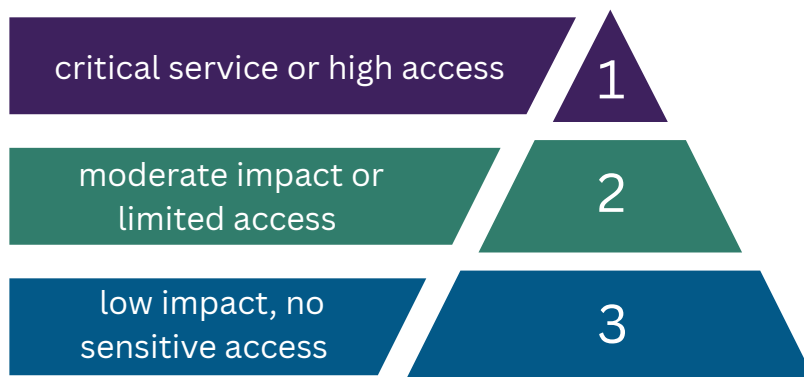 critical service or high access
1
moderate impact or
limited access
2
low impact, no
sensitive access
3